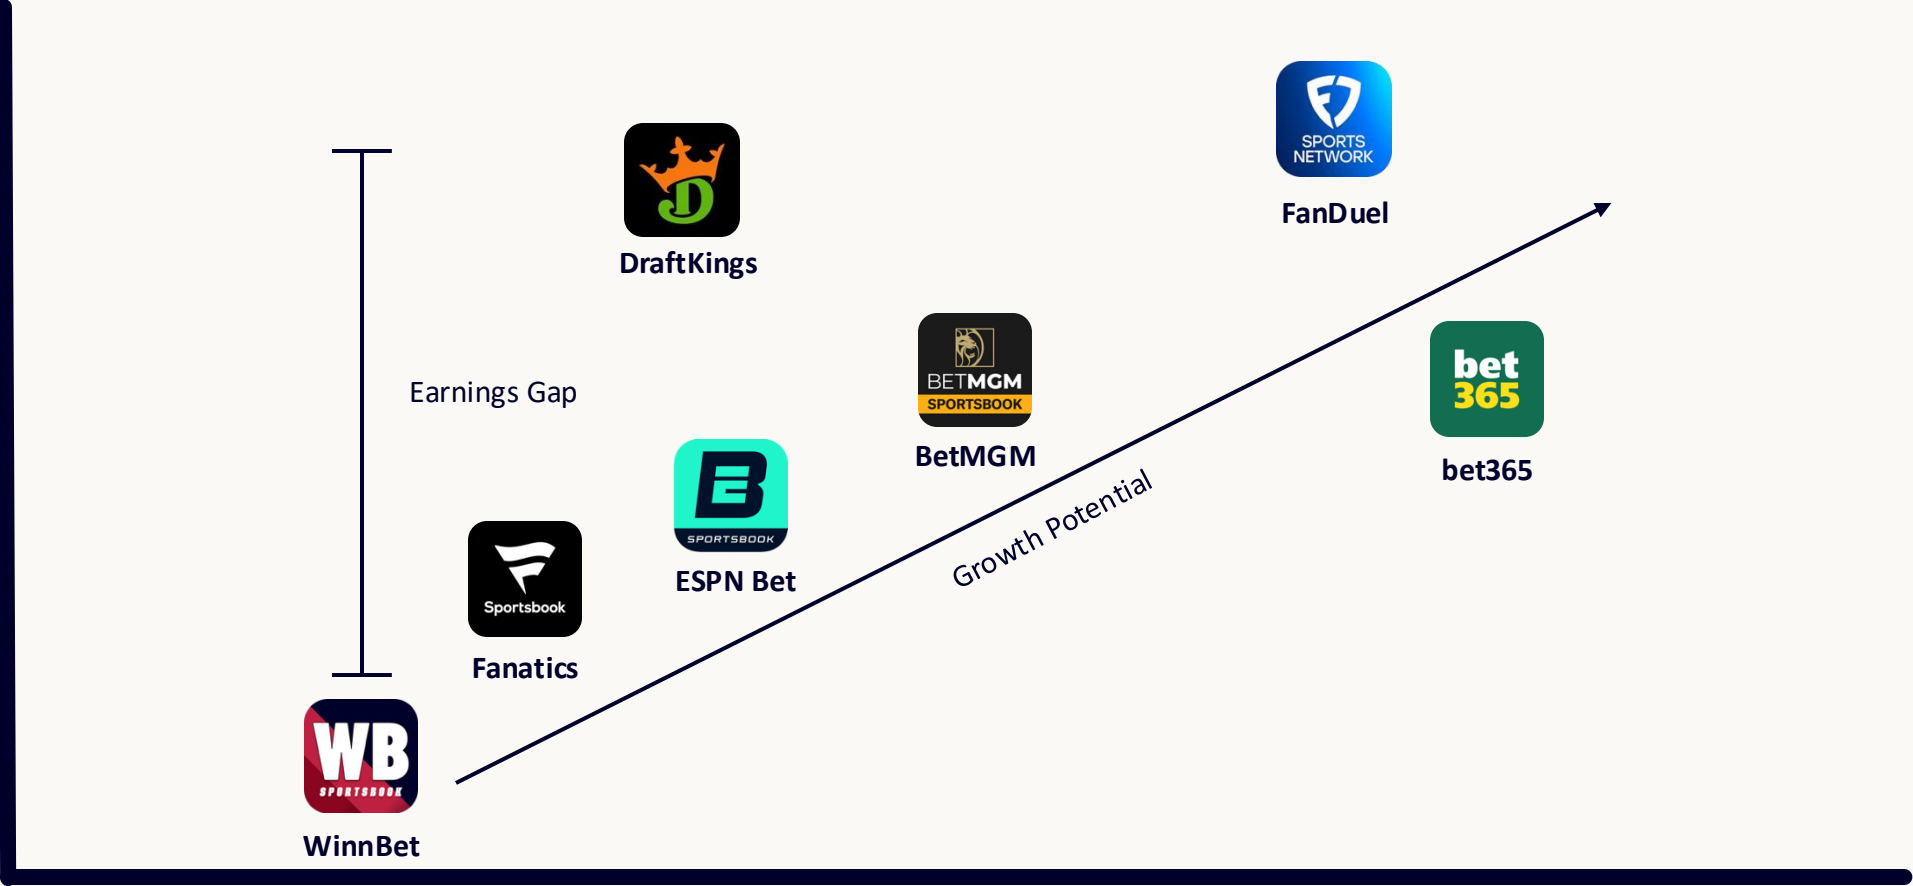 SPORTS
NETWORK
FanDuel
D
DraftKings
BETMGM
SPORTSBOOK
BetMGM
bet
365
bet365
Earnings Gap
B
SPORTSBOOK
ESPN Bet
Growth Potential
F
Sportsbook
Fanatics
WB
SPORTSBOOK
WinnBet